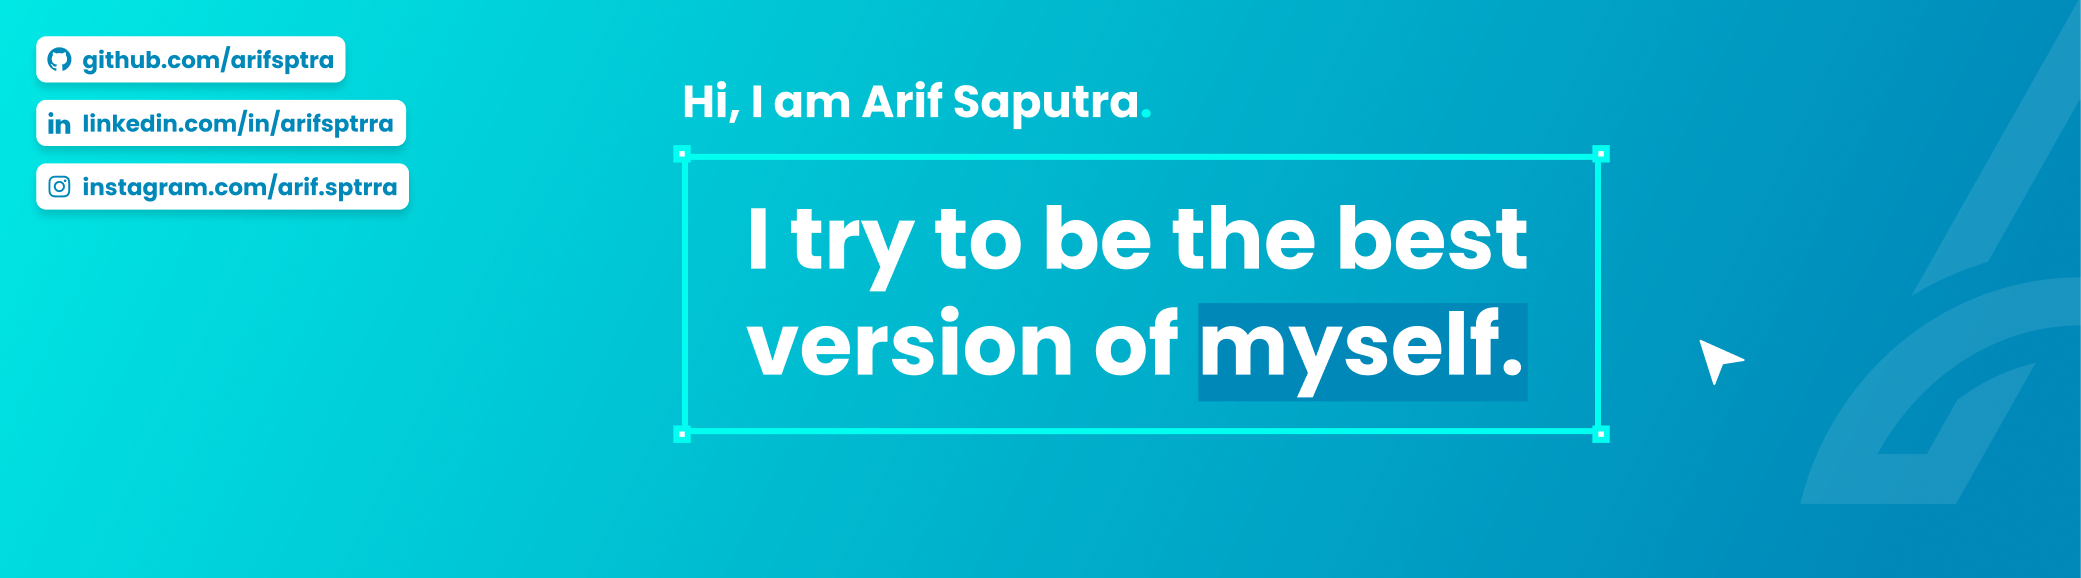 github.com/arifsptra
linkedin.com/in/arifsptrra
instagram.com/arif.sptrra
Hi, I am Arif Saputra.
I try to be the best
version of myself.